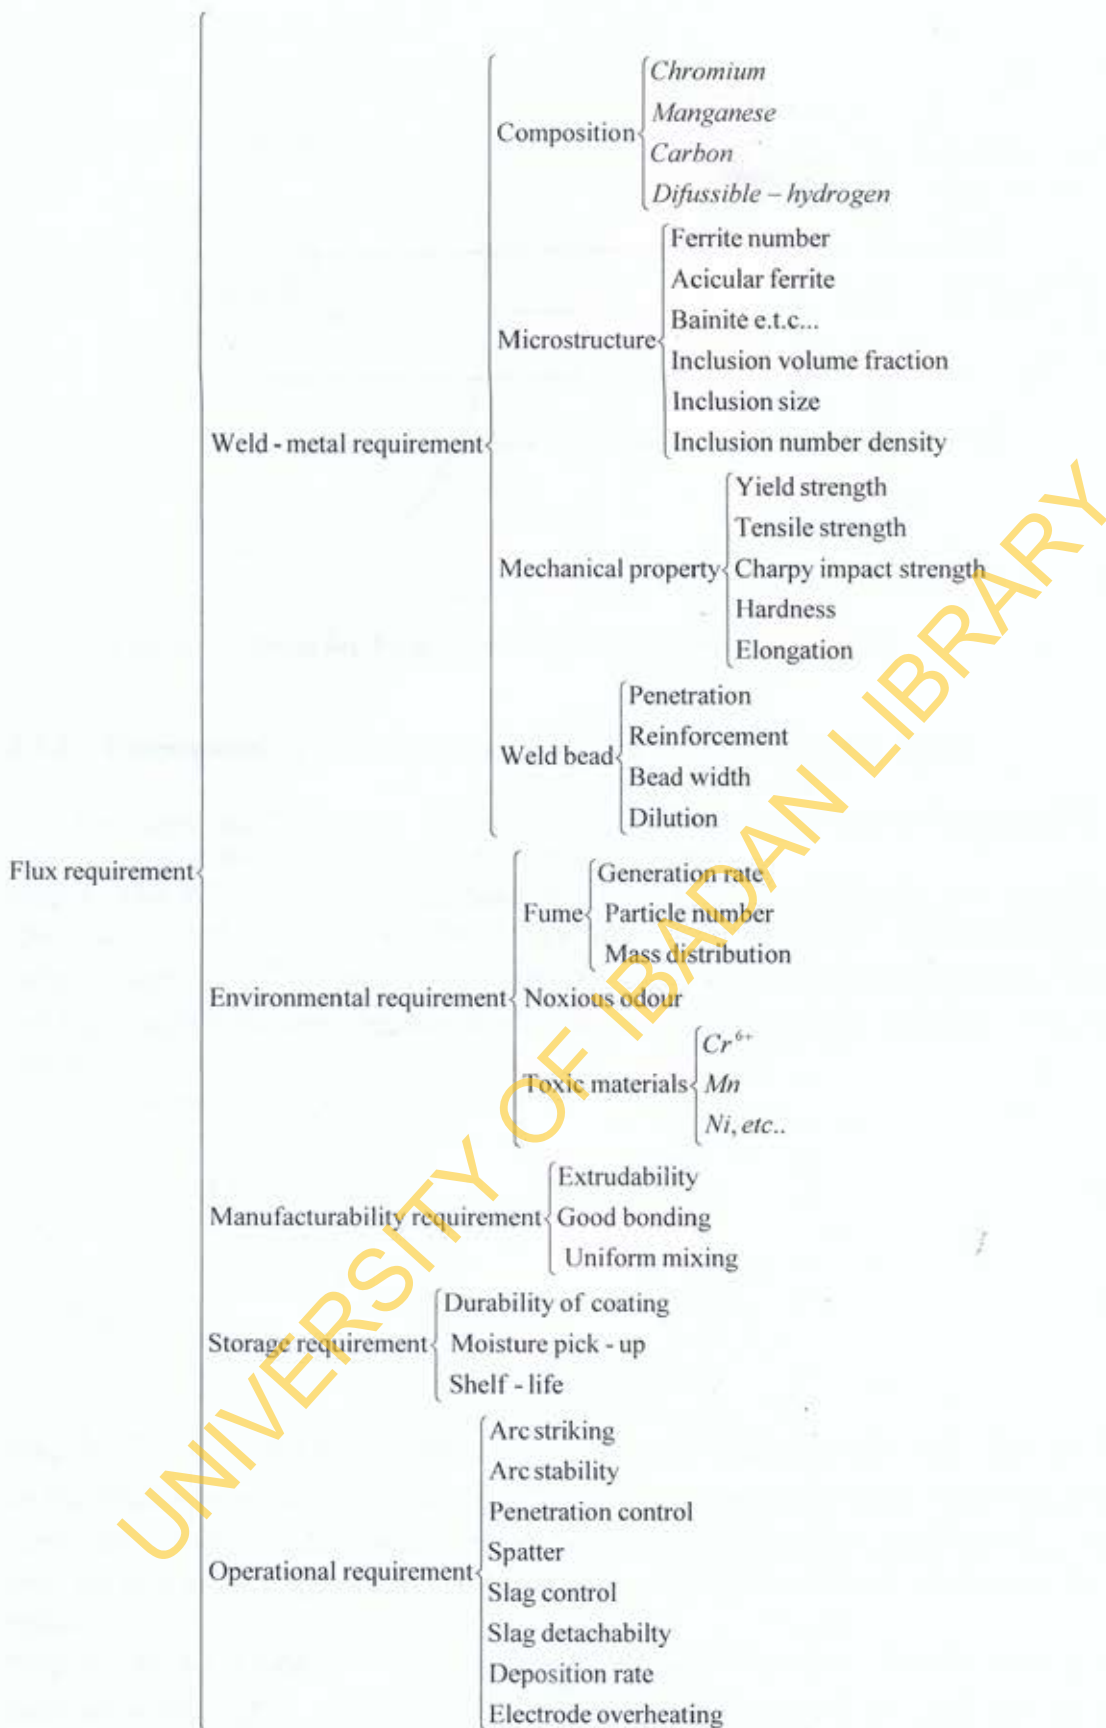 Chromium
Manganese
Composition
Carbon
Difussible – hydrogen
Ferrite number
Acicular ferrite
Bainite e.t.c...
Microstructure
Inclusion volume fraction
Inclusion size
Weld - metal requirement
Inclusion number density
Yield strength
Tensile strength
Mechanical property
Charpy impact strength
Hardness
Elongation
Penetration
Reinforcement
Weld bead
Bead width
Dilution
Flux requirement
Generation rate
Fume
Particle number
Mass distribution
Environmental requirement
Noxious odour
Cr6+
Toxic materials
Mn
Ni, etc..
Extrudability
Manufacturability requirement
Good bonding
Uniform mixing
Durability of coating
Storage requirement
Moisture pick - up
Shelf - life
Arc striking
Arc stability
Penetration control
Spatter
Operational requirement
Slag control
Slag detachabilty
Deposition rate
Electrode overheating
UNIVERSITY OF IBADAN LIBRARY